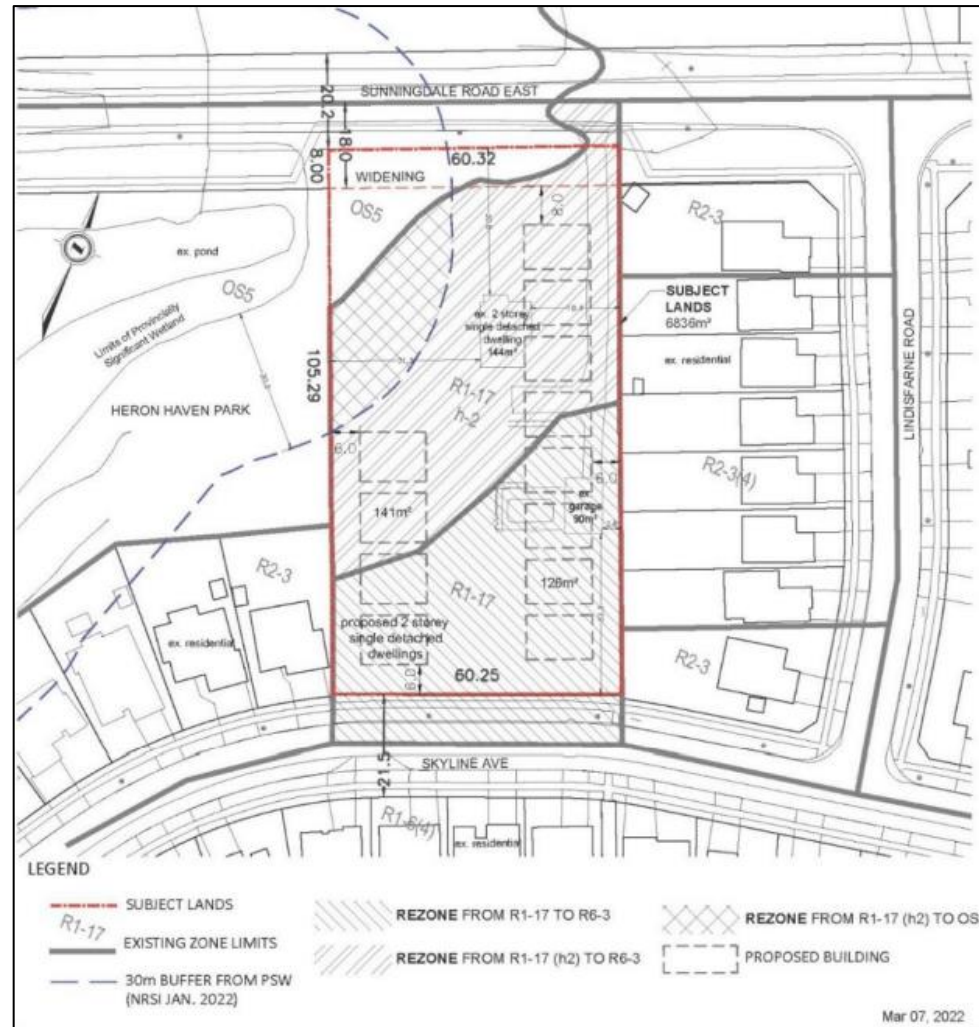 SUNNINGDALE ROAD EAST
20.2
18.0
8.00
60.32
WIDENING
OS5
8.0
R2-3
ex. pond
OS5
Limits of Provincially
Significant Wetland
SUBJECT
LANDS
6836m²
ex. 2 storey
single detached
dwelling
144m²
ex. residential
LINDISFARNE ROAD
105.29
R1-17
h-2
HERON HAVEN PARK
6.0
R2-3(4)
6.0
ex.
garage
90m²
141m²
R2-3
R1-17
126m²
ex. residential
proposed 2 storey
single detached
dwellings
R2-3
6.0
60.25
21.5
SKYLINE AVE
R1-6(4)
ex. residential
LEGEND
SUBJECT LANDS
R1-17
EXISTING ZONE LIMITS
30m BUFFER FROM PSW
(NRSI JAN. 2022)
REZONE FROM R1-17 TO R6-3
REZONE FROM R1-17 (h2) TO R6-3
REZONE FROM R1-17 (h2) TO OS
PROPOSED BUILDING
Mar 07, 2022